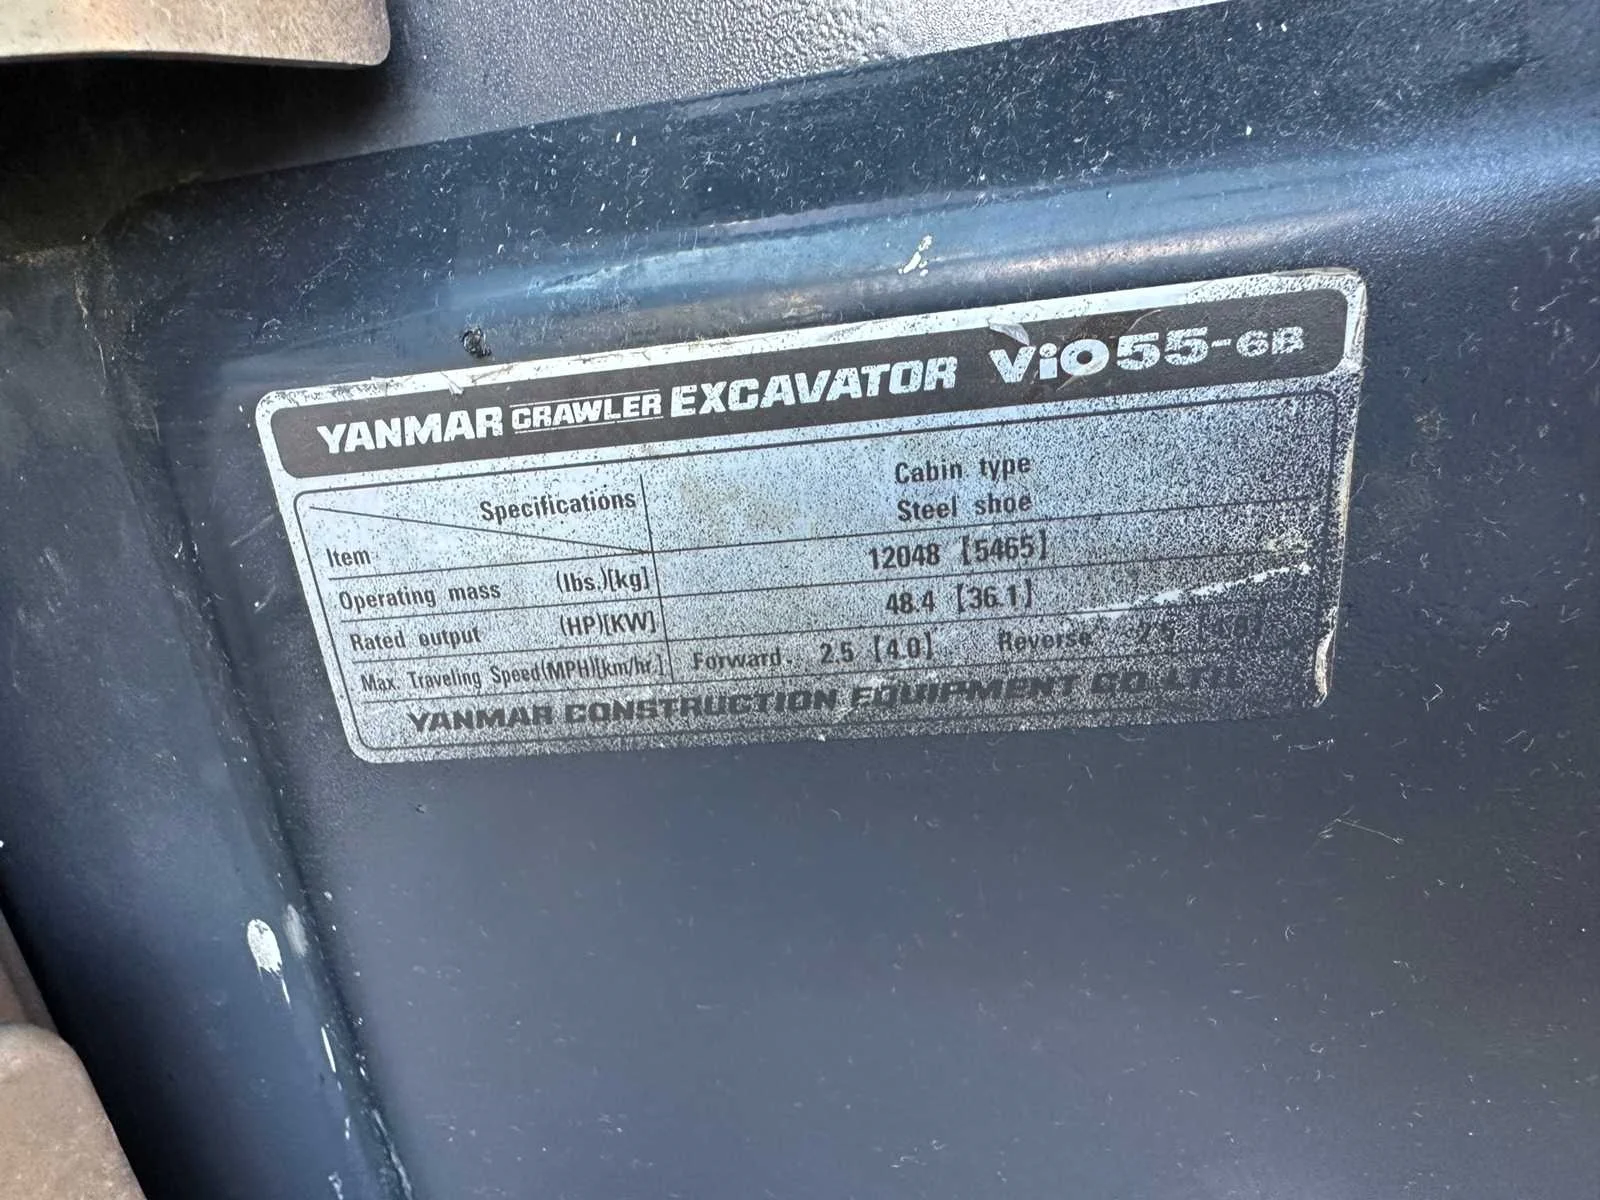 YANMAR CRAWLER EXCAVATOR ViO55-6B
Specifications
Item
Cabin type
Steel shoe
Operating mass (lbs.)[kg] 12048 [5465]
Rated output (HP)[KW] 48.4 [36.1]
Max. Traveling Speed(MPH)[km/hr.] Forward. 2.5 [4.0] Reverse 2.5
YANMAR CONSTRUCTION EQUIPMENT CO.,LTD.